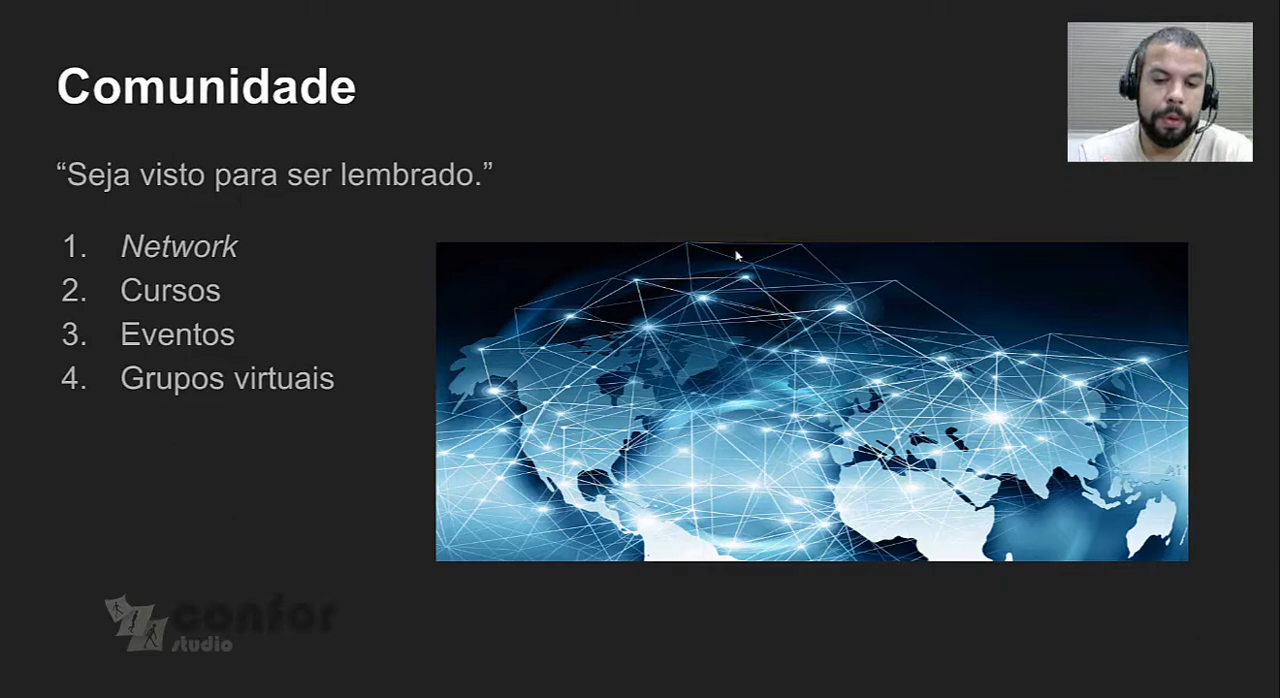 Comunidade
“Seja visto para ser lembrado.”
1. Network
2. Cursos
3. Eventos
4. Grupos virtuais
confor
studio